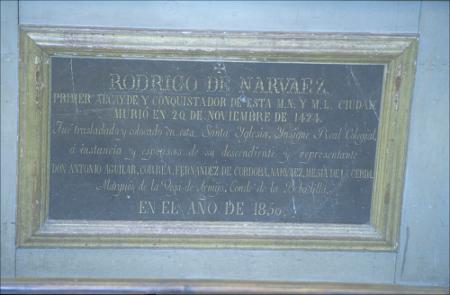 RODRIGO DE NARVAEZ
PRIMER ALCAYDE Y CONQUISTADOR DE ESTA M.N. Y M.L. CIUDAD
MURIÓ EN 20 DE NOVIEMBRE DE 1424.
Fué trasladado y colocado en esta Santa Iglesia, Insigne Real Colegial,
á instancia y espensas de su descendiente y representante
DON ANTONIO AGUILAR, CORREA, FERNANDEZ DE CORDOBA, NARVAEZ, MESIA DE LA CERDA,
Marqués de la Vega de Armijo, Conde de la Bobadilla.
EN EL AÑO DE 1850.